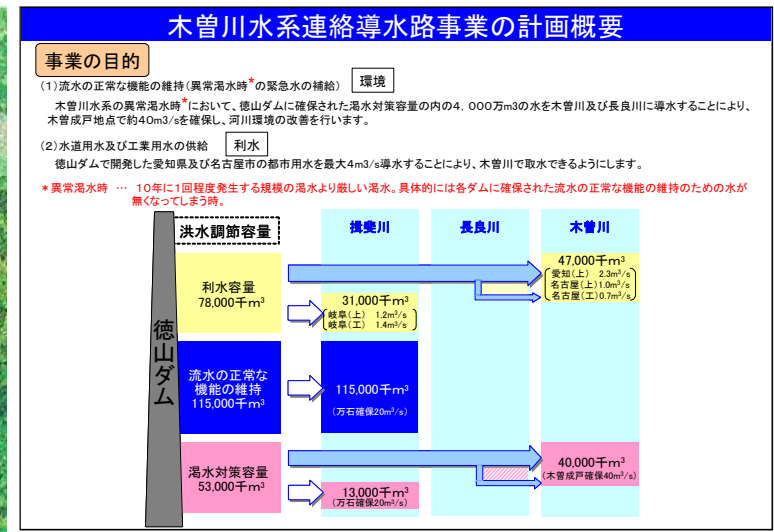 木曽川水系連絡導水路事業の計画概要
事業の目的
(1)流水の正常な機能の維持(異常渇水時*の緊急水の補給) 環境
木曽川水系の異常渇水時*において、徳山ダムに確保された渇水対策容量の内の4,000万m3の水を木曽川及び長良川に導水することにより、
木曽成戸地点で約40m3/sを確保し、河川環境の改善を行います。
(2)水道用水及び工業用水の供給 利水
徳山ダムで開発した愛知県及び名古屋市の都市用水を最大4m3/s導水することにより、木曽川で取水できるようにします。
*異常渇水時 … 10年に1回程度発生する規模の渇水より厳しい渇水。具体的には各ダムに確保された流水の正常な機能の維持のための水が
無くなってしまう時。
洪水調節容量
揖斐川
長良川
木曽川
徳山ダム
利水容量
78,000千m³
31,000千m³
岐阜(上) 1.2m³/s
岐阜(工) 1.4m³/s
47,000千m³
愛知(上) 2.3m³/s
名古屋(上)1.0m³/s
名古屋(工)0.7m³/s
流水の正常な
機能の維持
115,000千m³
115,000千m³
(万石確保20m³/s)
渇水対策容量
53,000千m³
13,000千m³
(万石確保20m³/s)
40,000千m³
(木曽成戸確保40m³/s)